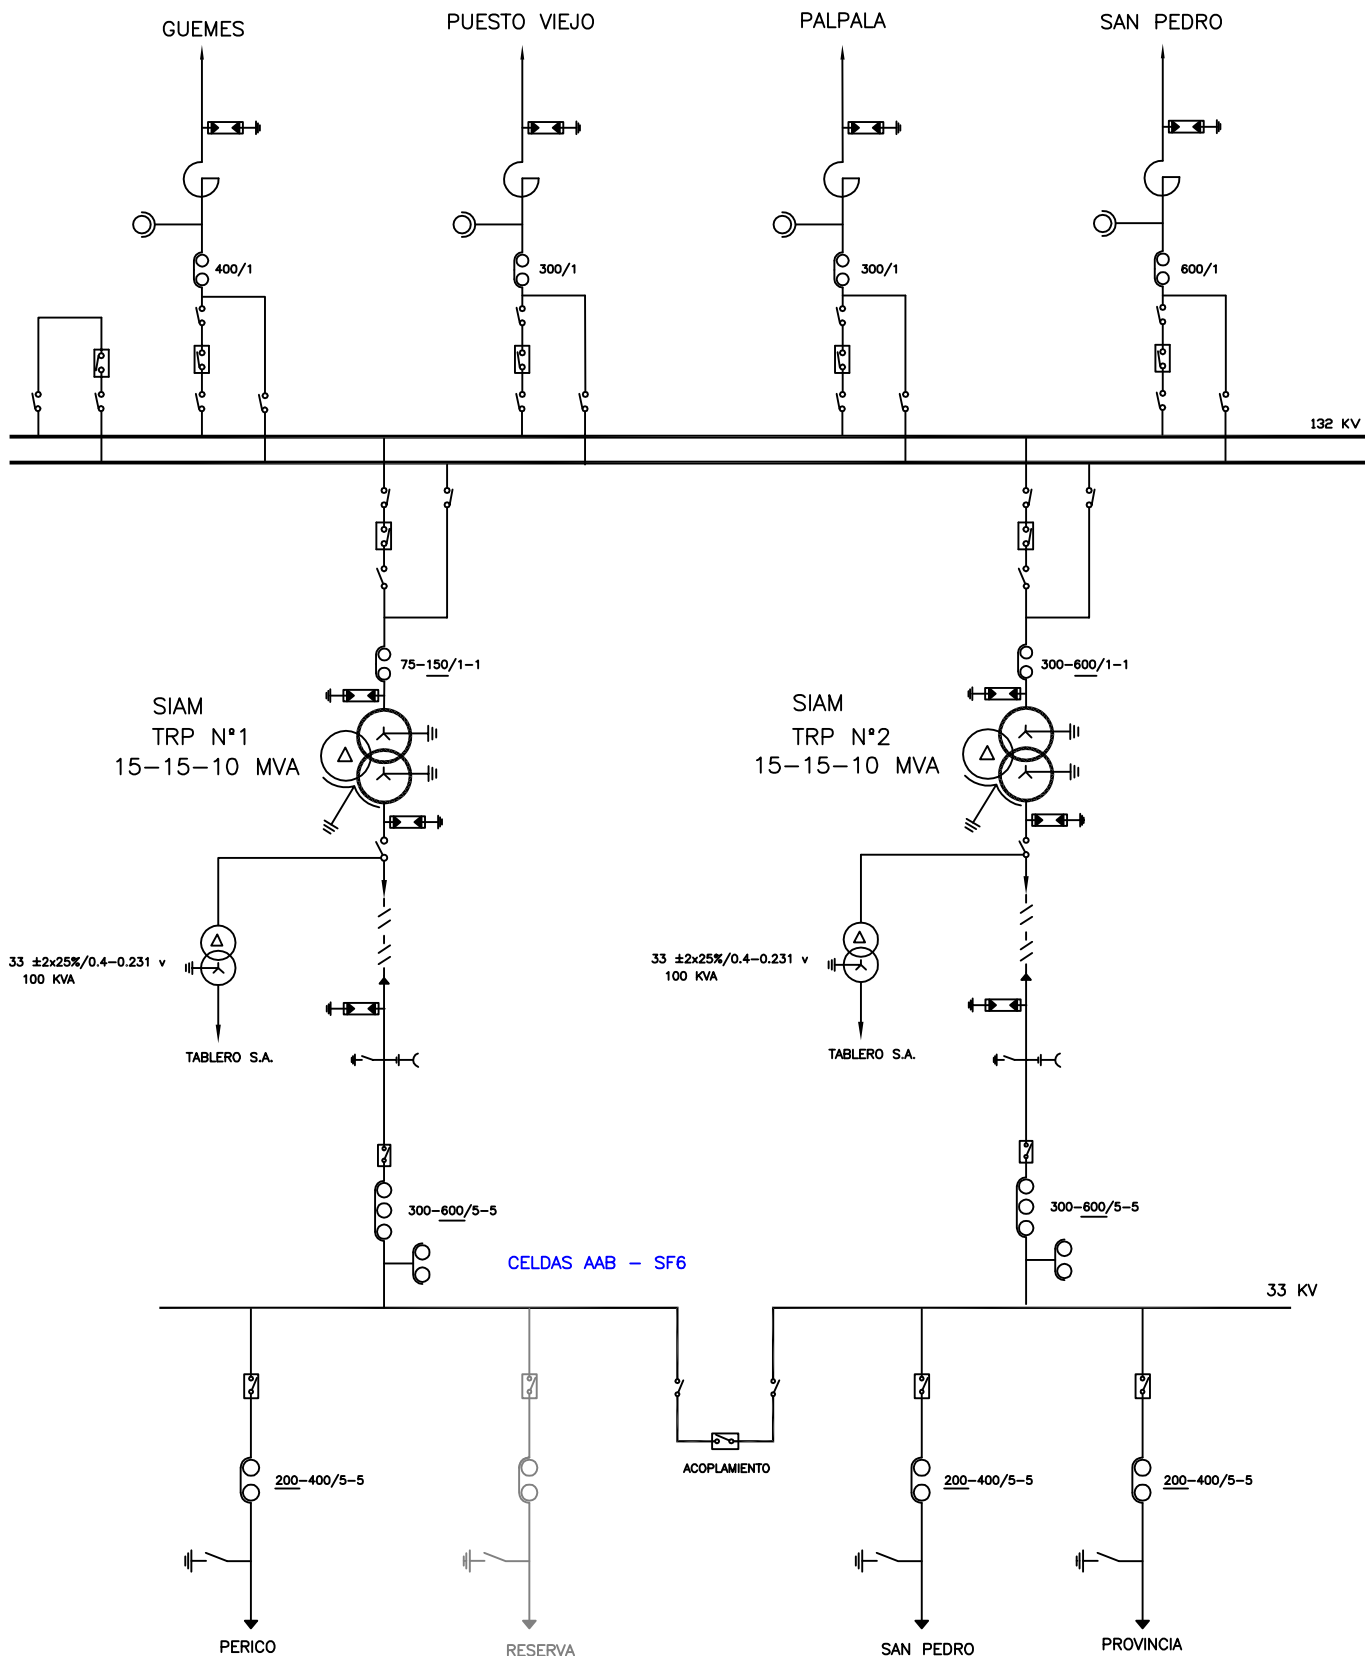 GUEMES
PUESTO VIEJO
PALPALA
SAN PEDRO
400/1
300/1
300/1
600/1
132 KV
75-150/1-1
300-600/1-1
SIAM
TRP Nº1
15-15-10 MVA
SIAM
TRP Nº2
15-15-10 MVA
33 ±2x25%/0.4-0.231 v
100 KVA
33 ±2x25%/0.4-0.231 v
100 KVA
TABLERO S.A.
TABLERO S.A.
300-600/5-5
300-600/5-5
CELDAS AAB - SF6
33 KV
ACOPLAMIENTO
200-400/5-5
200-400/5-5
200-400/5-5
PERICO
RESERVA
SAN PEDRO
PROVINCIA